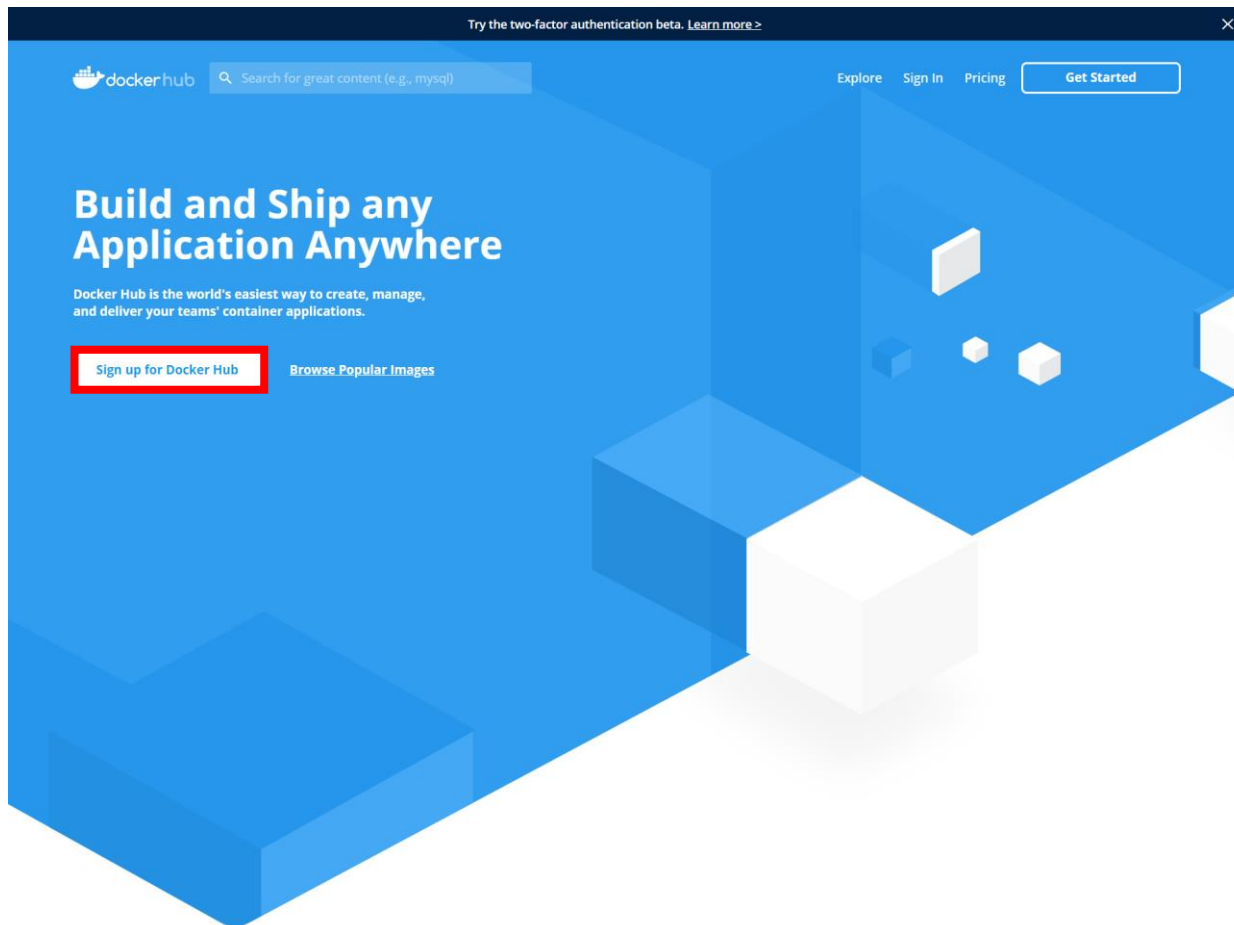 Try the two-factor authentication beta. Learn more >
dockerhub Search for great content (e.g., mysql) Explore Sign In Pricing Get Started
Build and Ship any
Application Anywhere
Docker Hub is the world's easiest way to create, manage,
and deliver your teams' container applications.
Sign up for Docker Hub Browse Popular Images